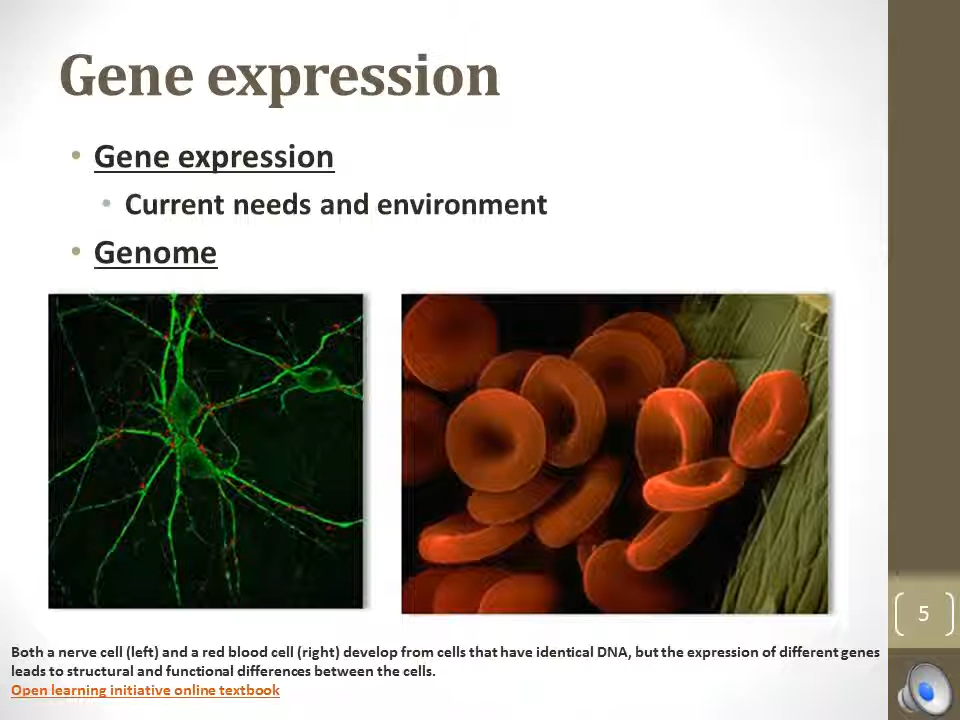 Gene expression
Gene expression
Current needs and environment
Genome
5
Both a nerve cell (left) and a red blood cell (right) develop from cells that have identical DNA, but the expression of different genes
leads to structural and functional differences between the cells.
Open learning initiative online textbook